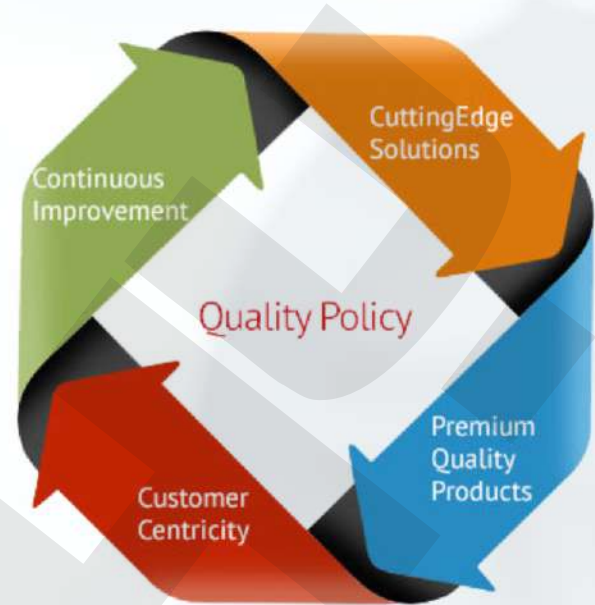 CuttingEdge
Solutions
Continuous
Improvement
Quality Policy
Premium
Quality
Products
Customer
Centricity